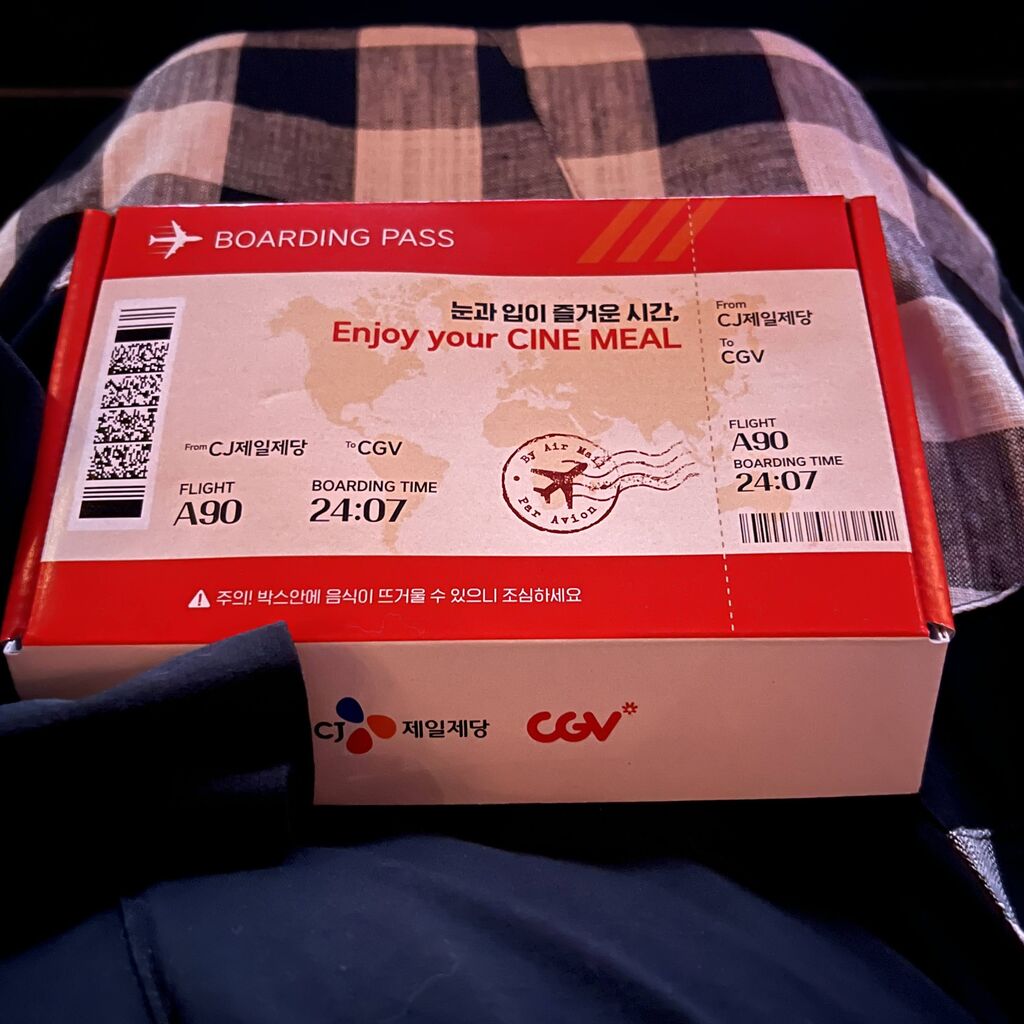 BOARDING PASS
눈과 입이 즐거운 시간,
Enjoy your CINE MEAL
From CJ제일제당
To CGV
FLIGHT
A90
BOARDING TIME
24:07
By Air Mail
Par Avion
From
CJ제일제당
To
CGV
FLIGHT
A90
BOARDING TIME
24:07
주의! 박스안에 음식이 뜨거울 수 있으니 조심하세요
CJ 제일제당
CGV